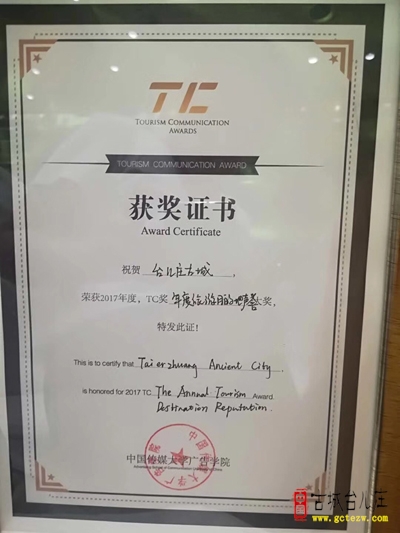 TC
TOURISM COMMUNICATION
AWARDS
TOURISM COMMUNICATION AWARD
获奖证书
Award Certificate
祝贺 台儿庄古城
荣获2017年度，TC奖 年度旅游目的地声誉大奖，
特发此证！
This is to certify that Tai er zhuang Ancient City
is honored for 2017 TC The Annual Tourism Award.
Destination Reputation.
中国传媒大学广告学院
古城台儿庄
www.gctezw.com